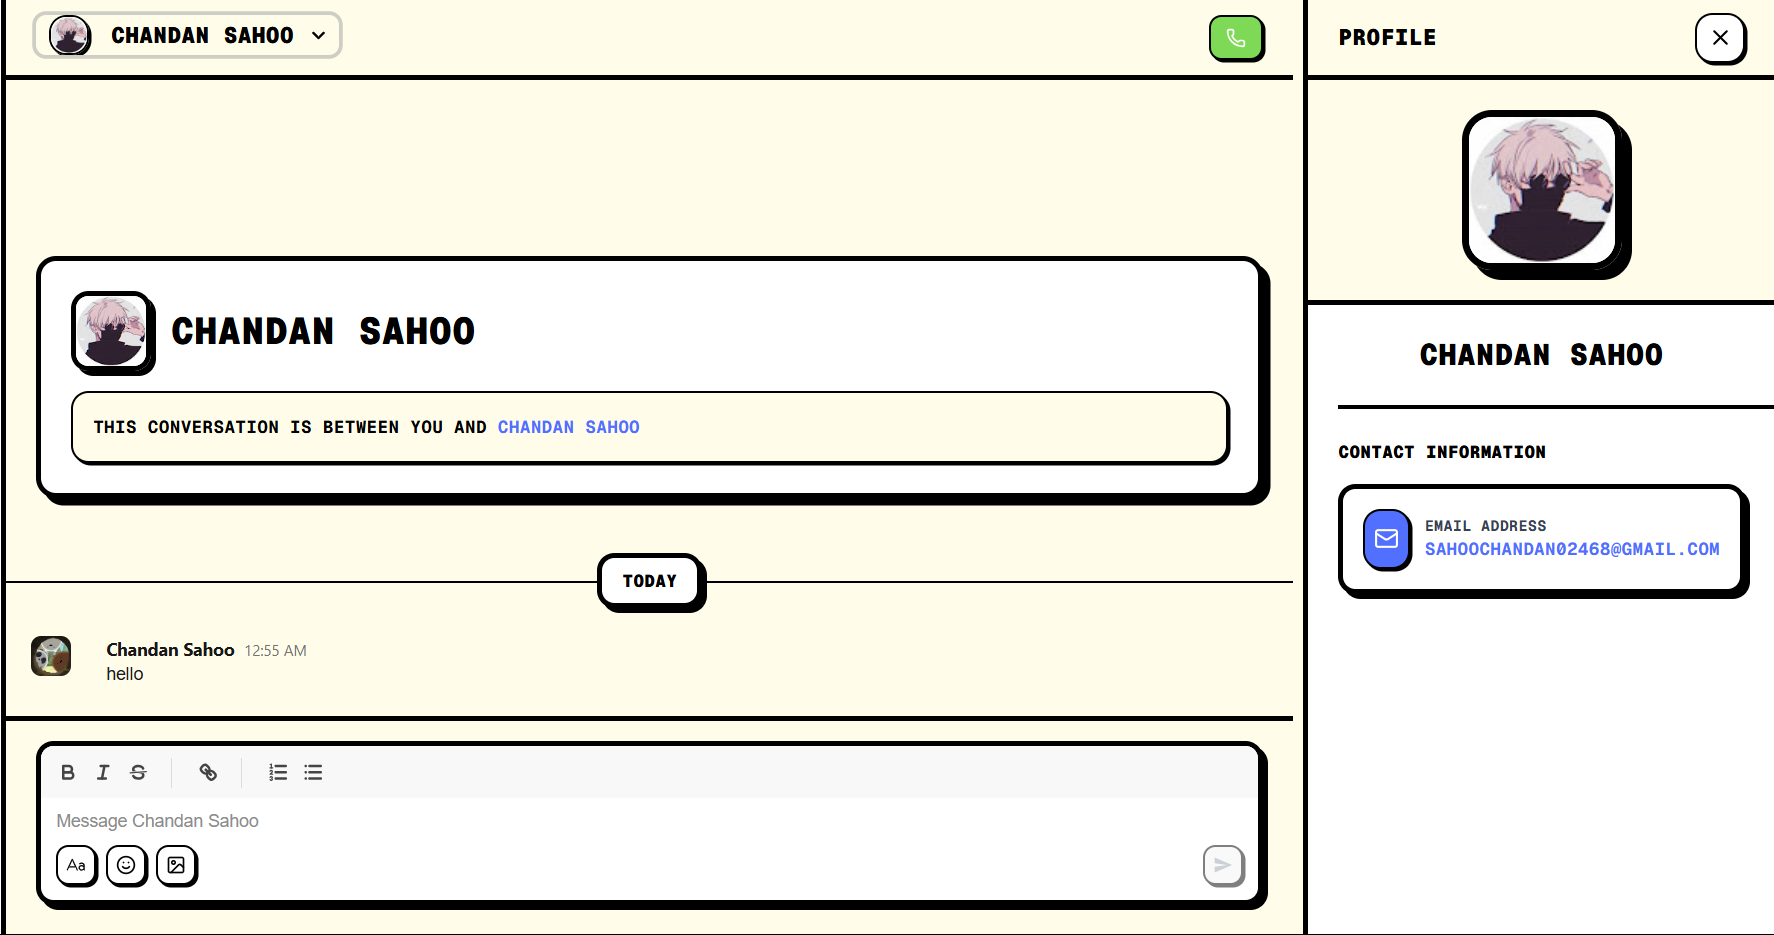 CHANDAN SAHOO
PROFILE
CHANDAN SAHOO
THIS CONVERSATION IS BETWEEN YOU AND CHANDAN SAHOO
TODAY
Chandan Sahoo 12:55 AM
hello
B I S
Message Chandan Sahoo
Aa
CHANDAN SAHOO
CONTACT INFORMATION
EMAIL ADDRESS
SAHOOCHANDAN02468@GMAIL.COM